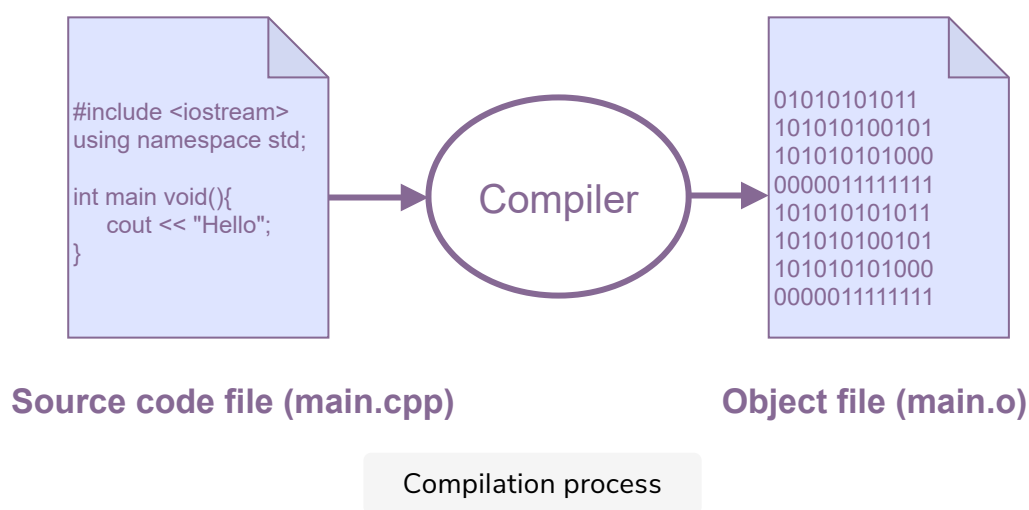 #include <iostream>
using namespace std;
int main void(){
cout << "Hello";
}
Compiler
01010101011
101010100101
101010101000
0000011111111
101010101011
101010100101
101010101000
0000011111111
Source code file (main.cpp)
Object file (main.o)
Compilation process